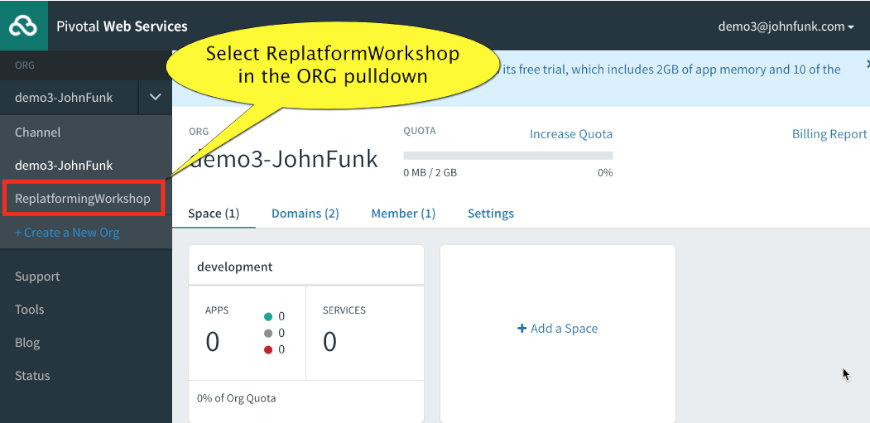 Pivotal Web Services
demo3@johnfunk.com
ORG
demo3-JohnFunk
Channel
demo3-JohnFunk
ReplatformingWorkshop
+ Create a New Org
Support
Tools
Blog
Status
Select ReplatformWorkshop
in the ORG pulldown
its free trial, which includes 2GB of app memory and 10 of the
ORG
demo3-JohnFunk
QUOTA
Increase Quota
0 MB / 2 GB
0%
Billing Report
Space (1)
Domains (2)
Member (1)
Settings
development
APPS
0
0
0
0
SERVICES
0
0% of Org Quota
+ Add a Space